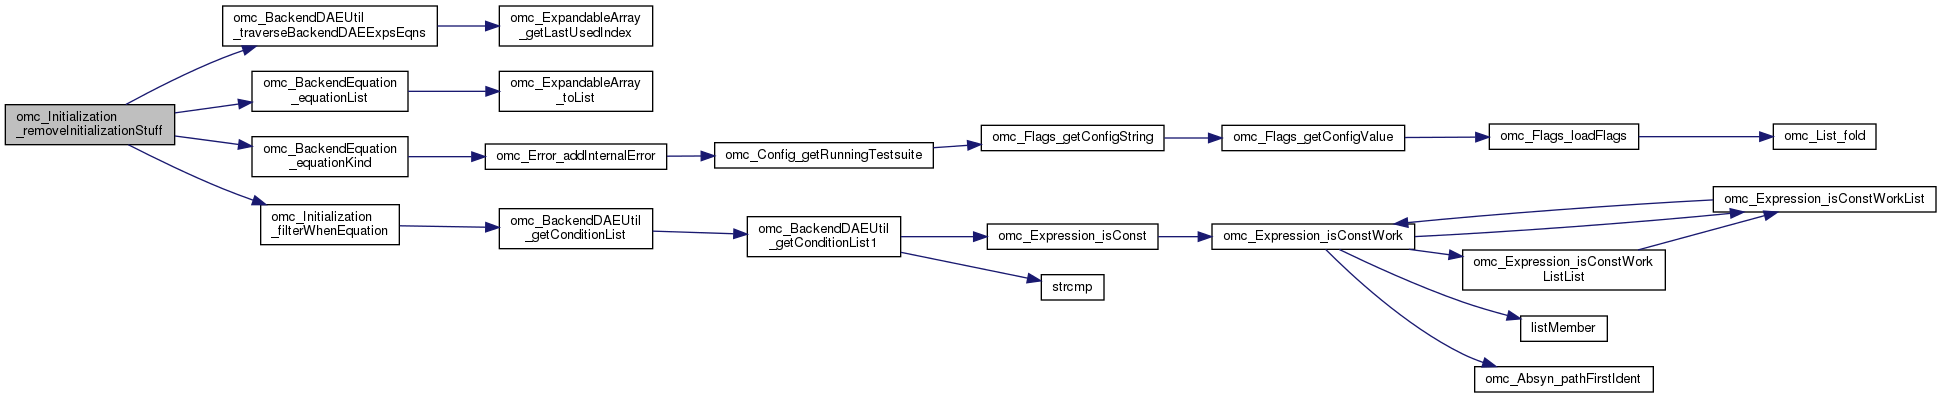 omc_Initialization
_removeInitializationStuff
omc_BackendDAEUtil
_traverseBackendDAEExpsEqns
omc_ExpandableArray
_getLastUsedIndex
omc_BackendEquation
_equationList
omc_ExpandableArray
_toList
omc_BackendEquation
_equationKind
omc_Error_addInternalError
omc_Config_getRunningTestsuite
omc_Flags_getConfigString
omc_Flags_getConfigValue
omc_Flags_loadFlags
omc_List_fold
omc_Initialization
_filterWhenEquation
omc_BackendDAEUtil
_getConditionList
omc_BackendDAEUtil
_getConditionList1
omc_Expression_isConst
omc_Expression_isConstWork
omc_Expression_isConstWorkList
omc_Expression_isConstWork
ListList
strcmp
listMember
omc_Absyn_pathFirstIdent